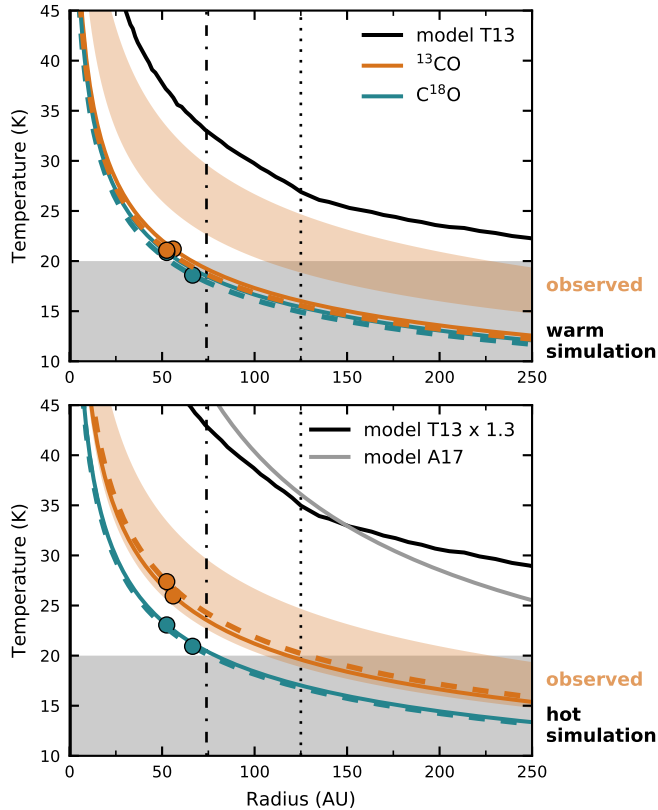 45
40
35
30
25
20
15
10
Temperature (K)
model T13
¹³CO
C¹⁸O
observed
warm
simulation
0
50
100
150
200
250
45
40
35
30
25
20
15
10
Temperature (K)
model T13 x 1.3
model A17
observed
hot
simulation
0
50
100
150
200
250
Radius (AU)